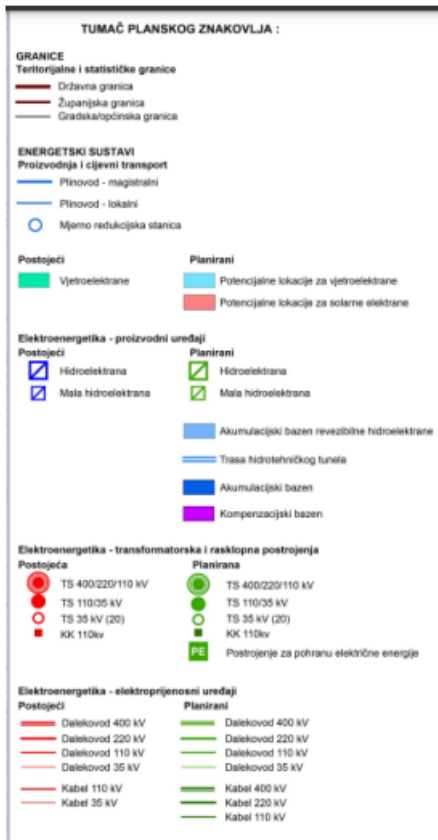 TUMAČ PLANSKOG ZNAKOVLJA :
GRANICE
Teritorijalne i statističke granice
Državna granica
Županijska granica
Gradska/općinska granica
ENERGETSKI SUSTAVI
Proizvodnja i cijevni transport
Plinovod - magistralni
Plinovod - lokalni
Mjerno redukcijska stanica
Postojeći Planirani
Vjetroelektrane Potencijalne lokacije za vjetroelektrane
Potencijalne lokacije za solarne elektrane
Elektroenergetika - proizvodni uređaji
Postojeći Planirani
Hidroelektrana Hidroelektrana
Mala hidroelektrana Mala hidroelektrana
Akumulacijski bazen revezibilne hidroelektrane
Trasa hidrotehničkog tunela
Akumulacijski bazen
Kompenzacijski bazen
Elektroenergetika - transformatorska i rasklopna postrojenja
Postojeća Planirana
TS 400/220/110 kV TS 400/220/110 kV
TS 110/35 kV TS 110/35 kV
TS 35 kV (20) TS 35 kV (20)
KK 110kv KK 110kv
PE Postrojenje za pohranu električne energije
Elektroenergetika - elektroprijenosni uređaji
Postojeći Planirani
Dalekovod 400 kV Dalekovod 400 kV
Dalekovod 220 kV Dalekovod 220 kV
Dalekovod 110 kV Dalekovod 110 kV
Dalekovod 35 kV Dalekovod 35 kV
Kabel 110 kV Kabel 400 kV
Kabel 35 kV Kabel 220 kV
Kabel 110 kV